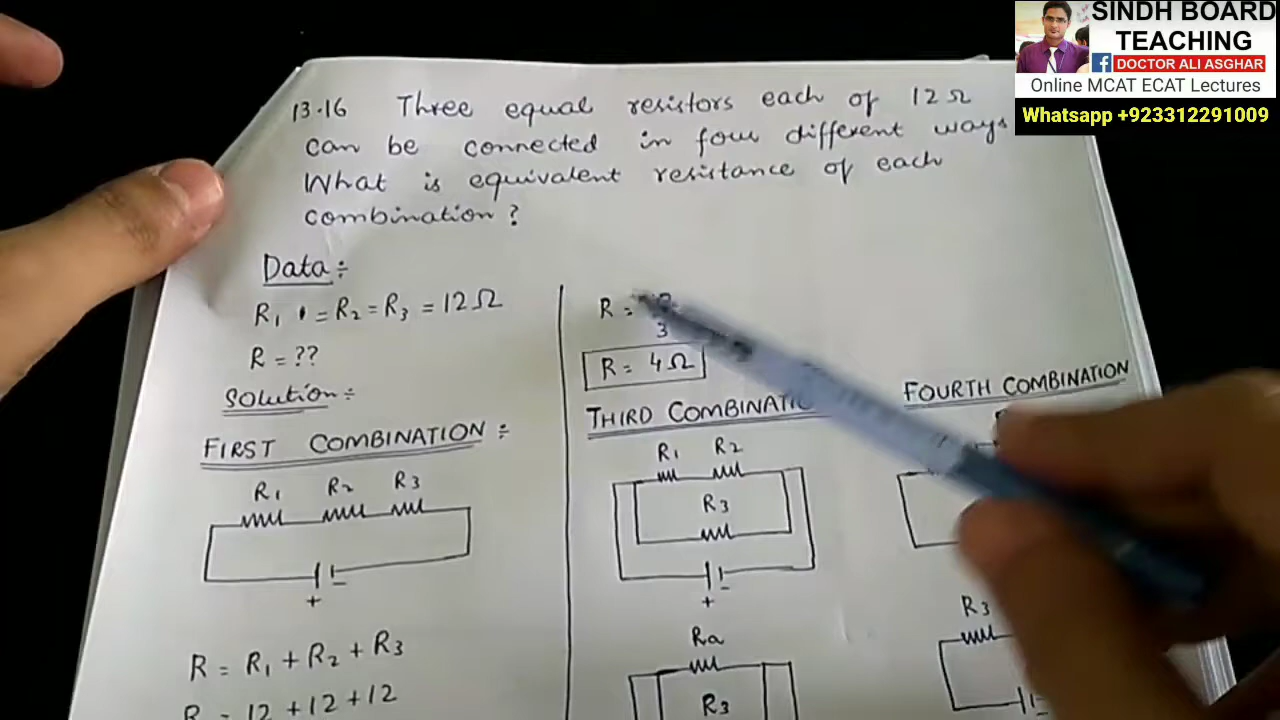 SINDH BOARD
TEACHING
f DOCTOR ALI ASGHAR
Online MCAT ECAT Lectures
Whatsapp +923312291009
13.16 Three equal resistors each of 12Ω
can be connected in four different ways
What is equivalent resistance of each
combination?
Data ÷
R1 = R2 = R3 = 12Ω
R = ??
Solution ÷
FIRST COMBINATION ÷
R1 R2 R3
+ -
R = R1 + R2 + R3
R = 12 + 12 + 12
R =
3
R = 4Ω
THIRD
R1 R2
R3
+ -
Ra
R3
FOURTH COMBINATION
R3